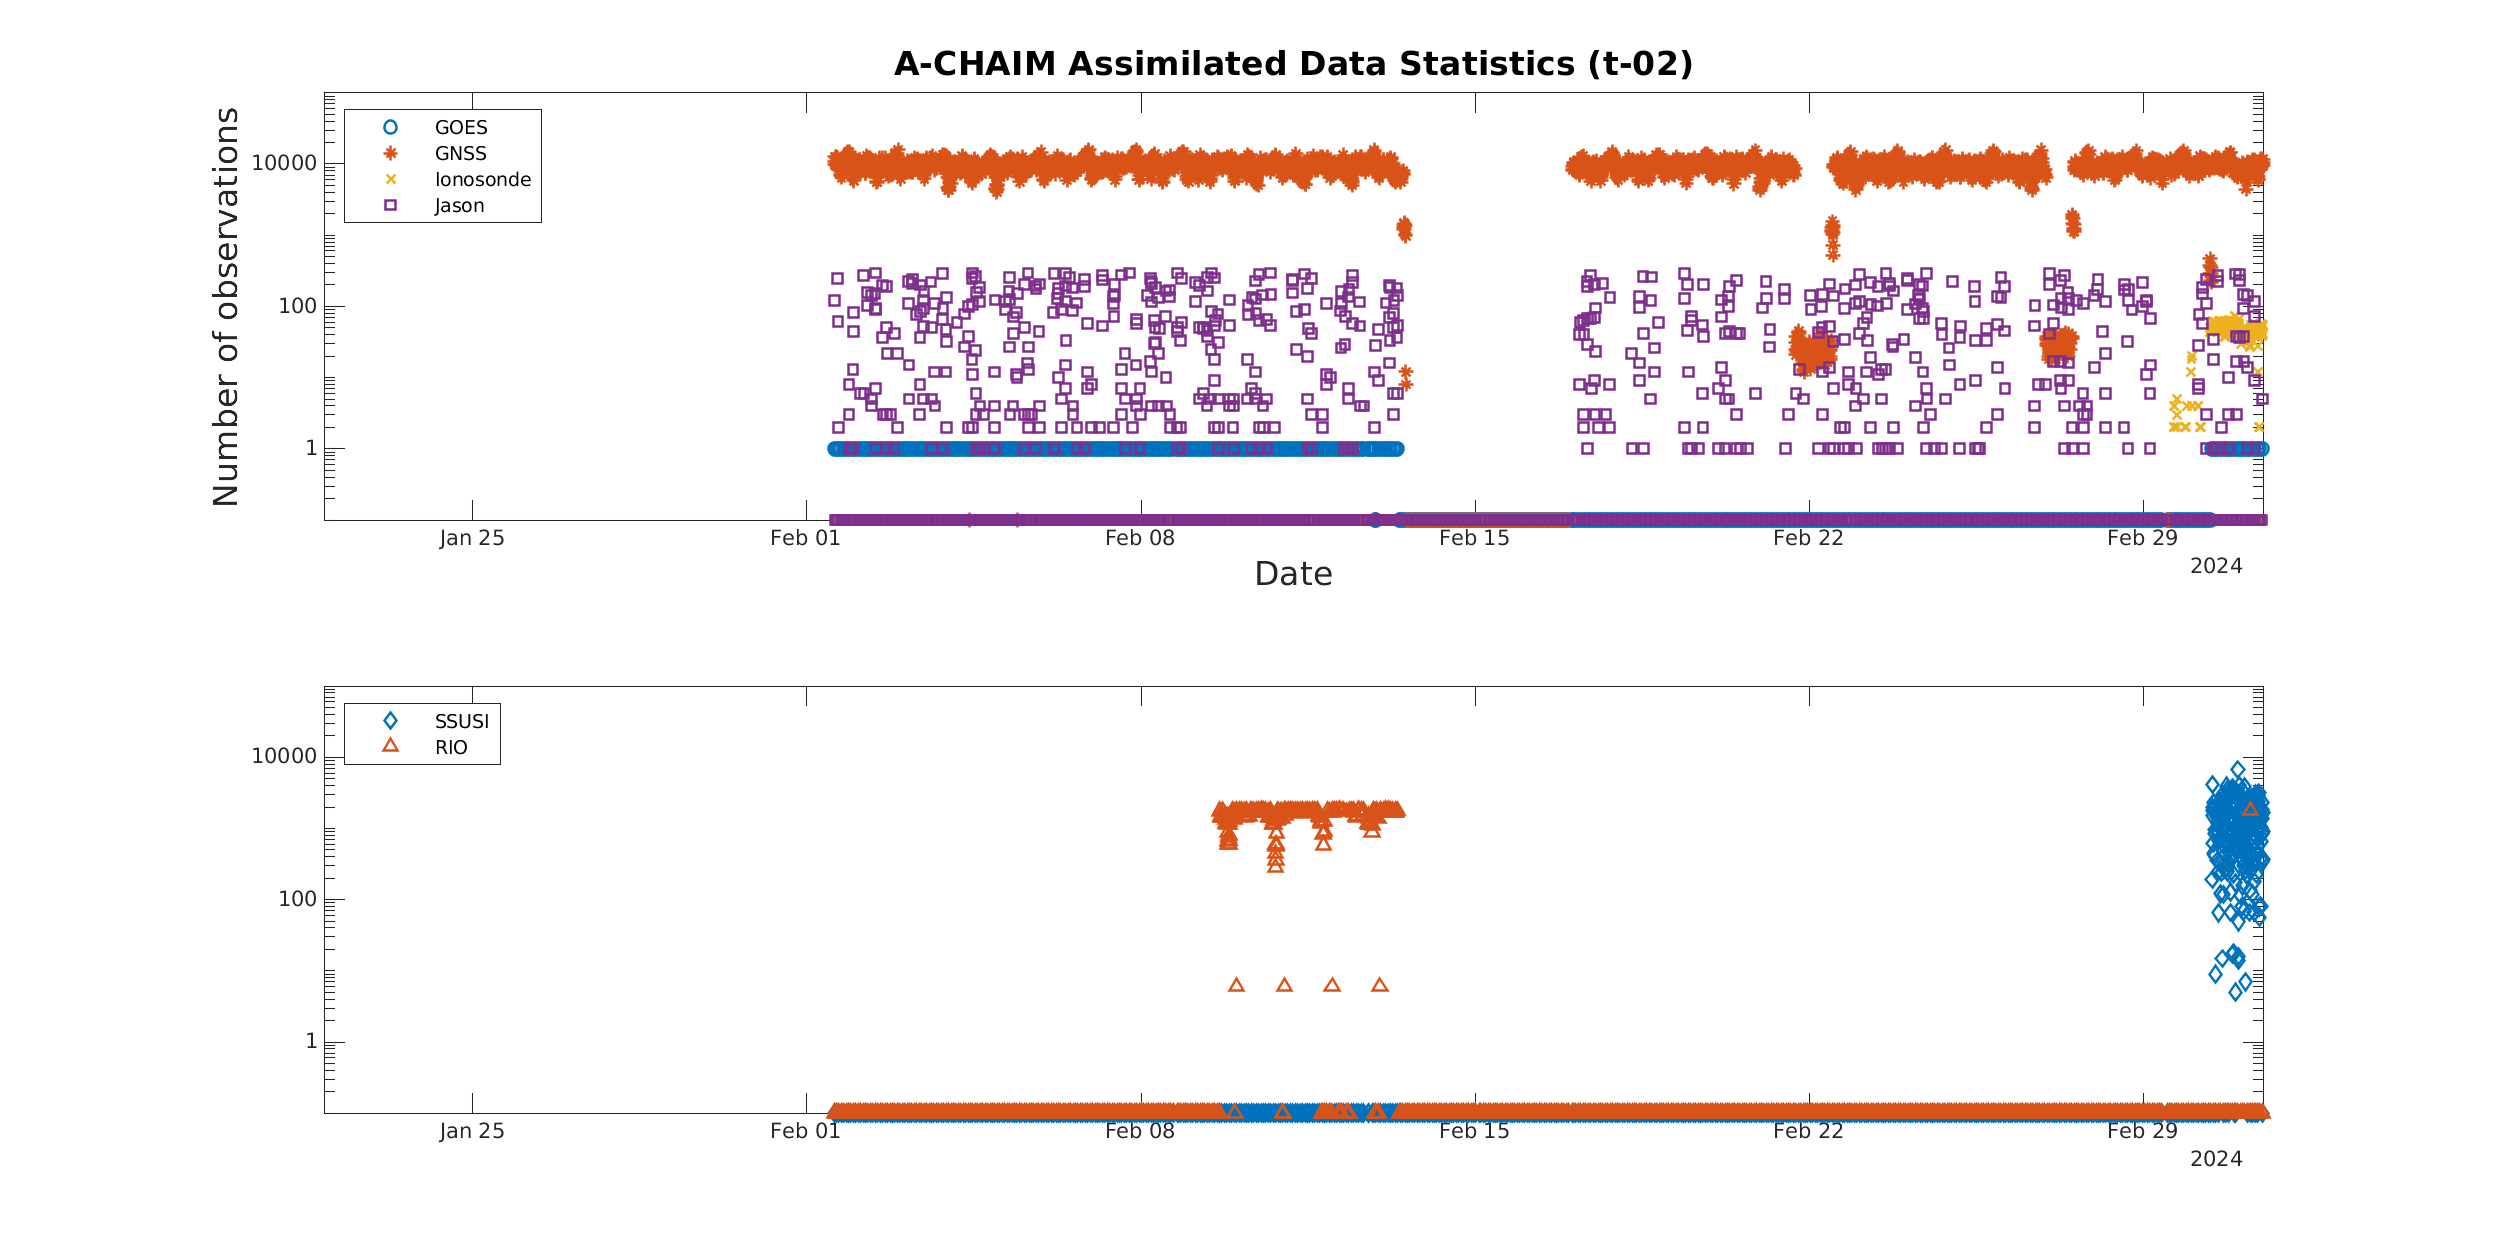 A-CHAIM Assimilated Data Statistics (t-02)
Number of observations
10000
100
1
GOES
GNSS
Ionosonde
Jason
Jan 25
Feb 01
Feb 08
Feb 15
Feb 22
Feb 29
2024
Date
10000
100
1
SSUSI
RIO
Jan 25
Feb 01
Feb 08
Feb 15
Feb 22
Feb 29
2024